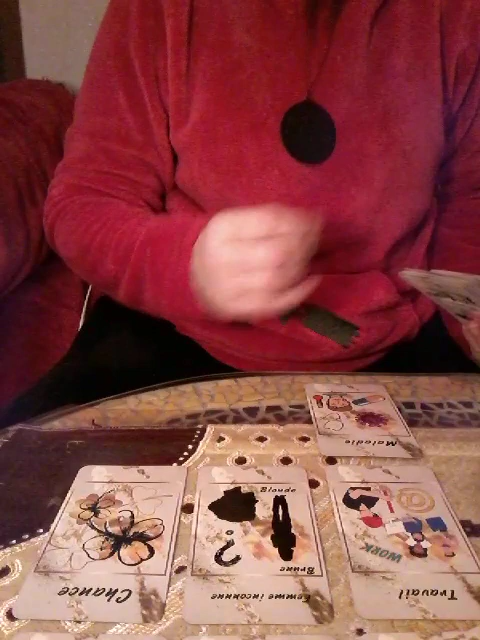 Maladie
Chance
Blonde
Brune
Femme inconnue
WORK
Travail